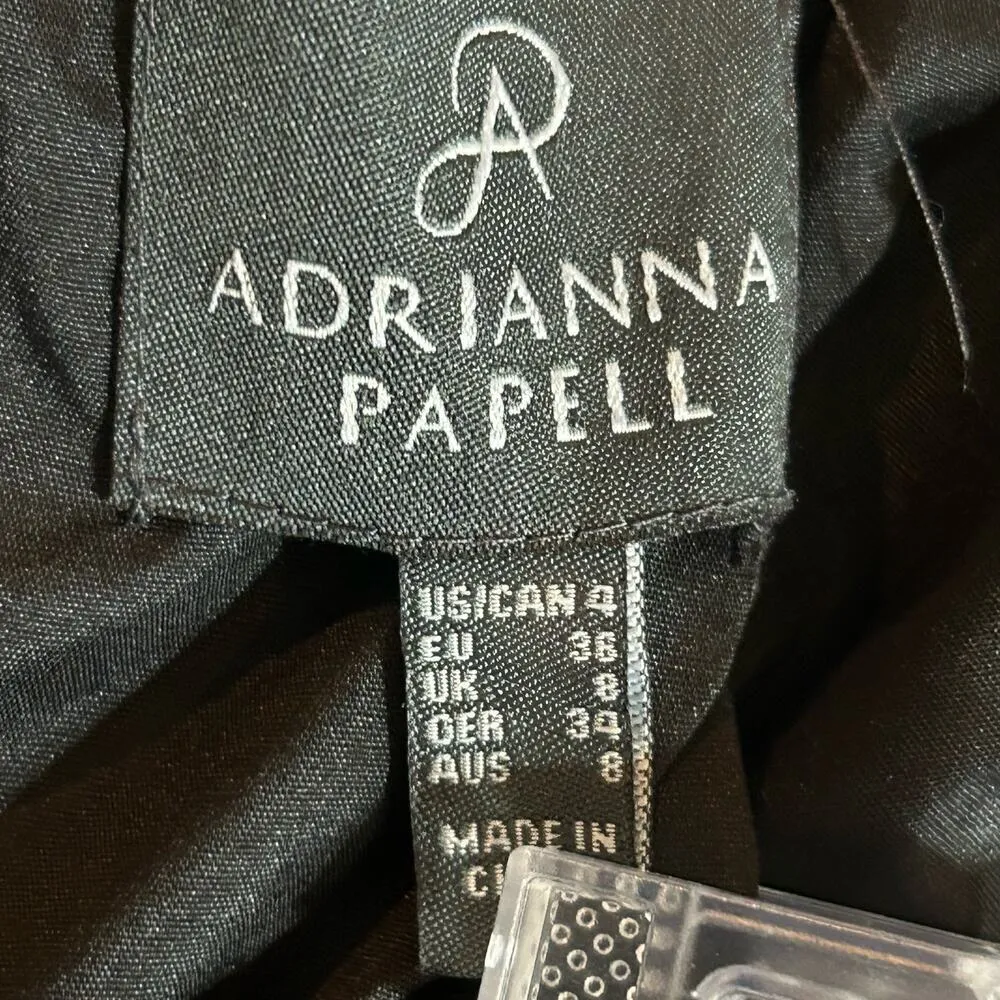 ADRIANNA
PAPELL
US/CAN 4
EU 36
UK 8
GER 34
AUS 8
MADE IN